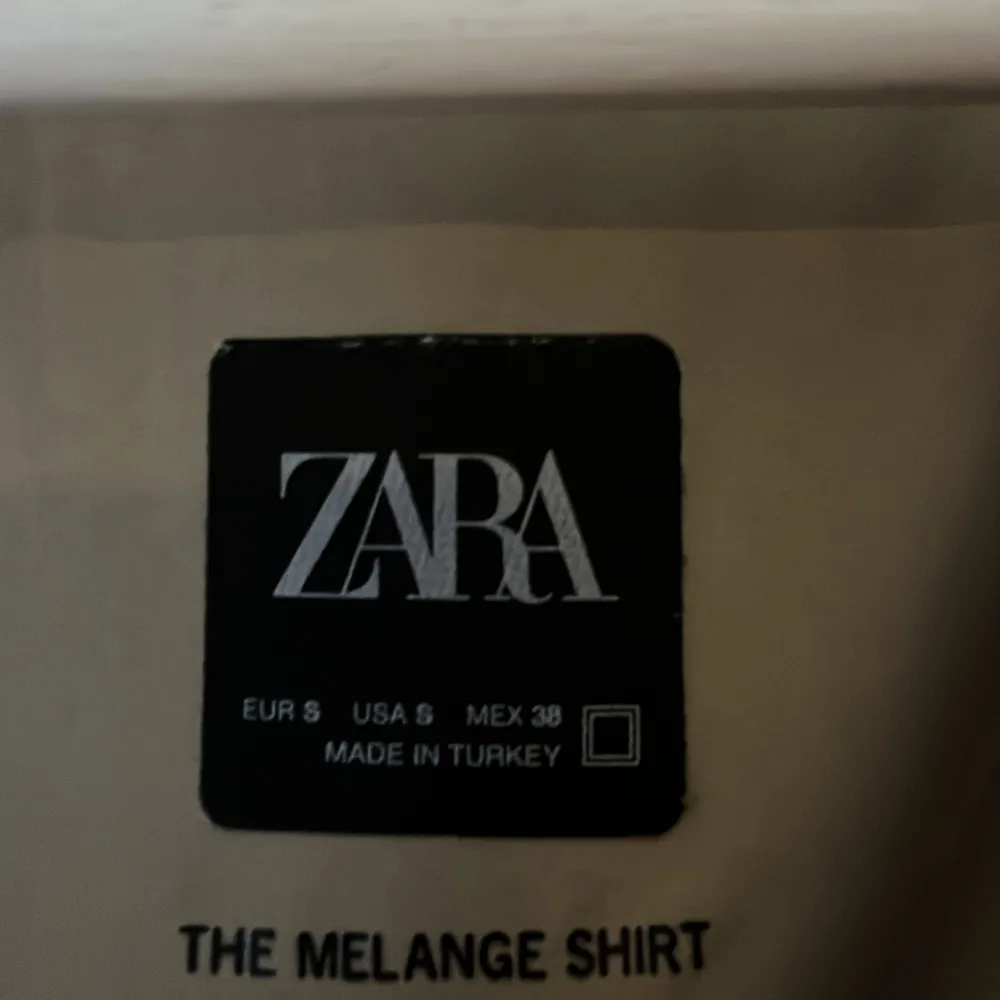 ZARA
EUR S USA S MEX 38
MADE IN TURKEY
THE MELANGE SHIRT